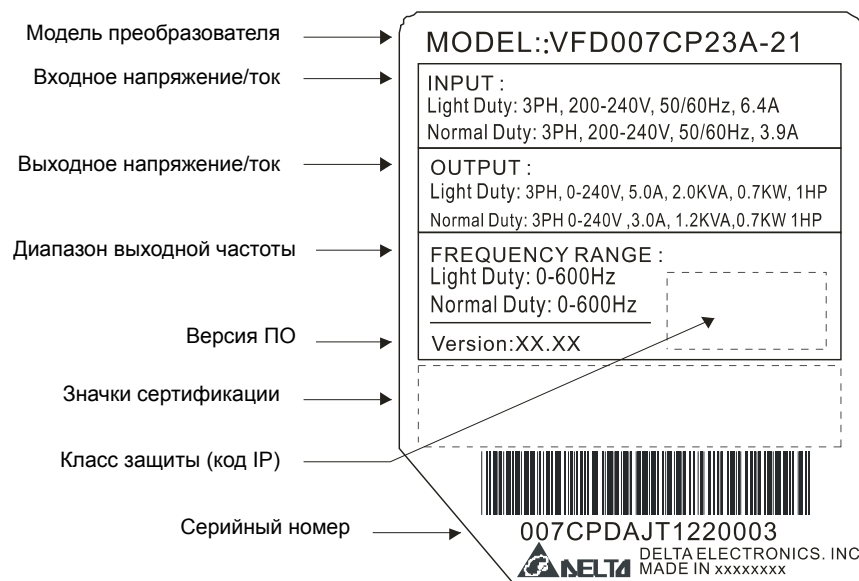 Модель преобразователя
MODEL::VFD007CP23A-21
Входное напряжение/ток
INPUT :
Light Duty: 3PH, 200-240V, 50/60Hz, 6.4A
Normal Duty: 3PH, 200-240V, 50/60Hz, 3.9A
Выходное напряжение/ток
OUTPUT :
Light Duty: 3PH, 0-240V, 5.0A, 2.0KVA, 0.7KW, 1HP
Normal Duty: 3PH 0-240V ,3.0A, 1.2KVA,0.7KW 1HP
Диапазон выходной частоты
FREQUENCY RANGE :
Light Duty: 0-600Hz
Normal Duty: 0-600Hz
Версия ПО
Version:XX.XX
Значки сертификации
Класс защиты (код IP)
Серийный номер
007CPDAJT1220003
DELTA
DELTA ELECTRONICS. INC
MADE IN xxxxxxxx